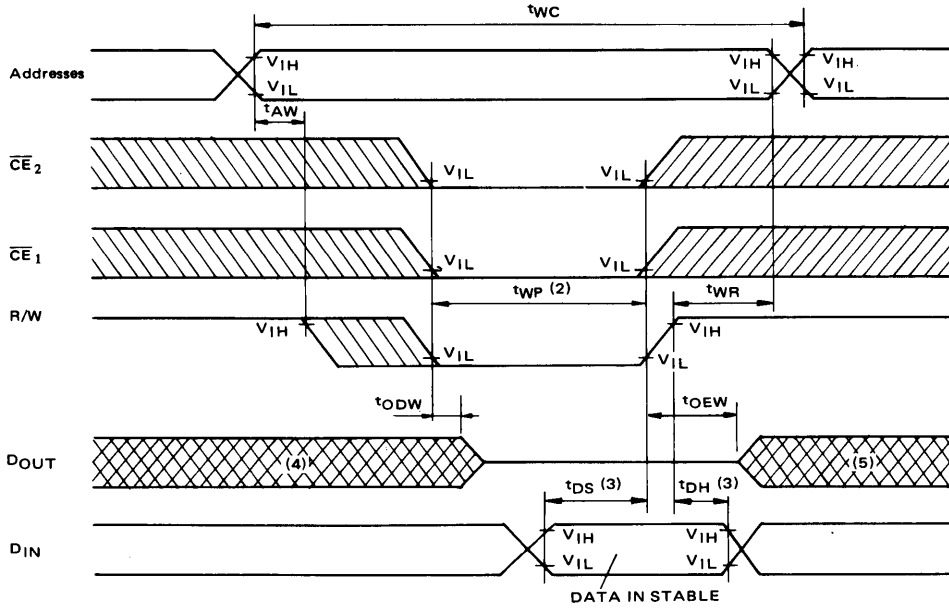 tWC
Addresses
VIH
VIH
VIH
VIL
VIL
VIL
tAW
CE2
VIL
VIL
CE1
VIL
VIL
tWP (2)
tWR
R/W
VIH
VIH
VIL
VIL
tODW
tOEW
DOUT
(4)
(5)
tDS (3)
tDH (3)
DIN
VIH
VIH
VIL
VIL
DATA IN STABLE